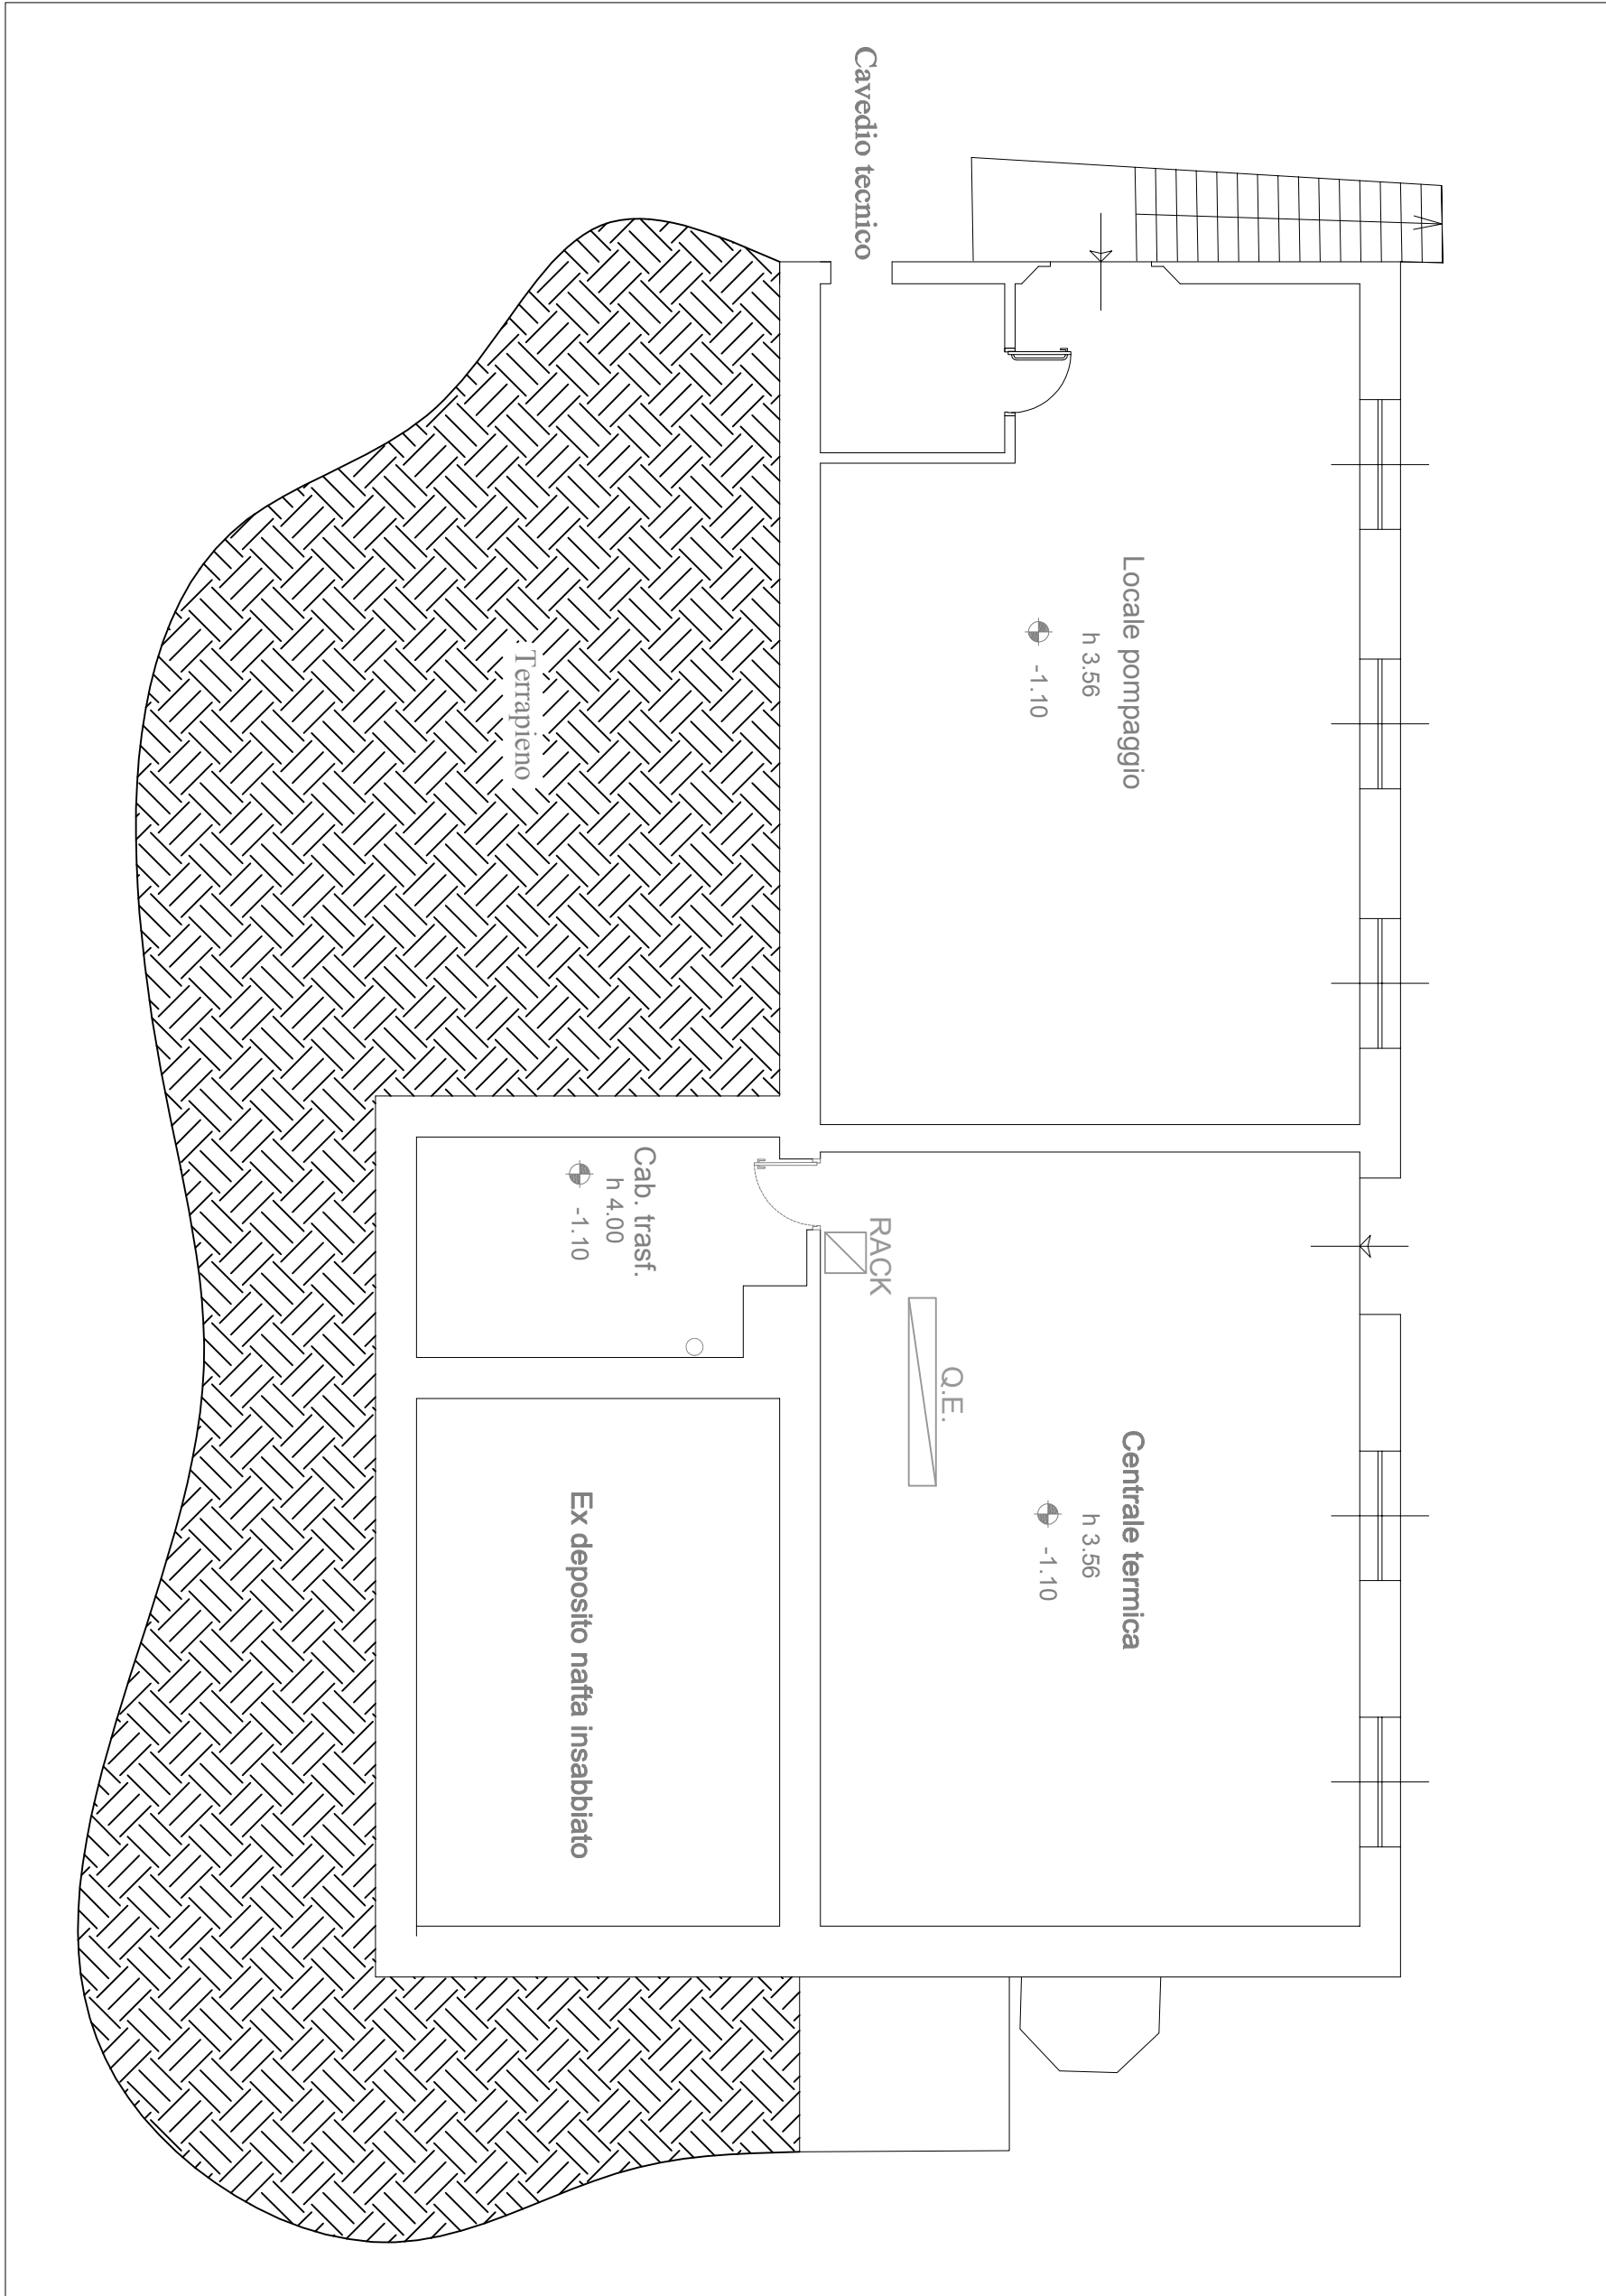 Cavedio tecnico
Locale pompaggio
h 3.56
-1.10
Terrapieno
Centrale termica
h 3.56
-1.10
Q.E.
RACK
Cab. trasf.
h 4.00
-1.10
Ex deposito nafta insabbiato